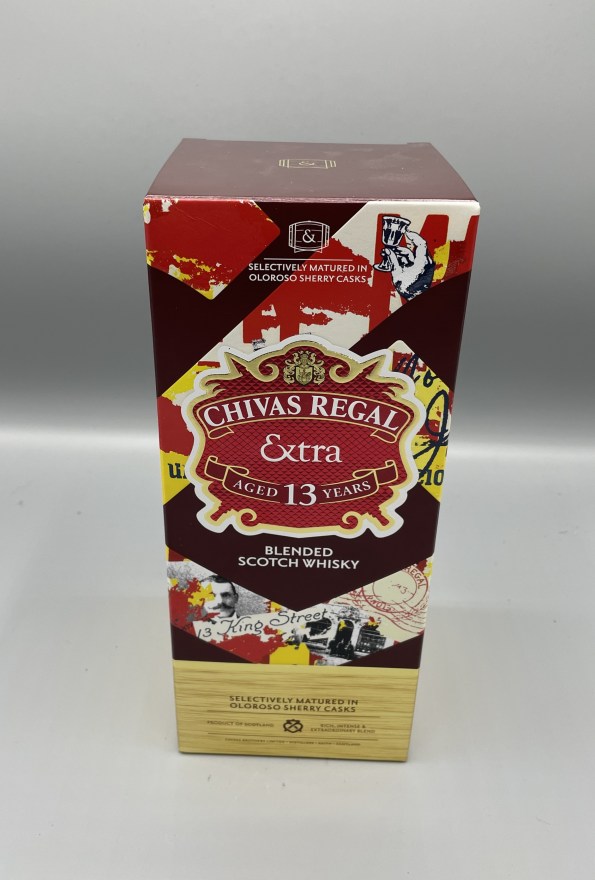 &
&
SELECTIVELY MATURED IN
OLOROSO SHERRY CASKS
CHIVAS REGAL
Extra
AGED 13 YEARS
BLENDED
SCOTCH WHISKY
REGAL
13 King Street
SELECTIVELY MATURED IN
OLOROSO SHERRY CASKS
PRODUCT OF SCOTLAND
RICH, INTENSE &
EXTRAORDINARY BLEND